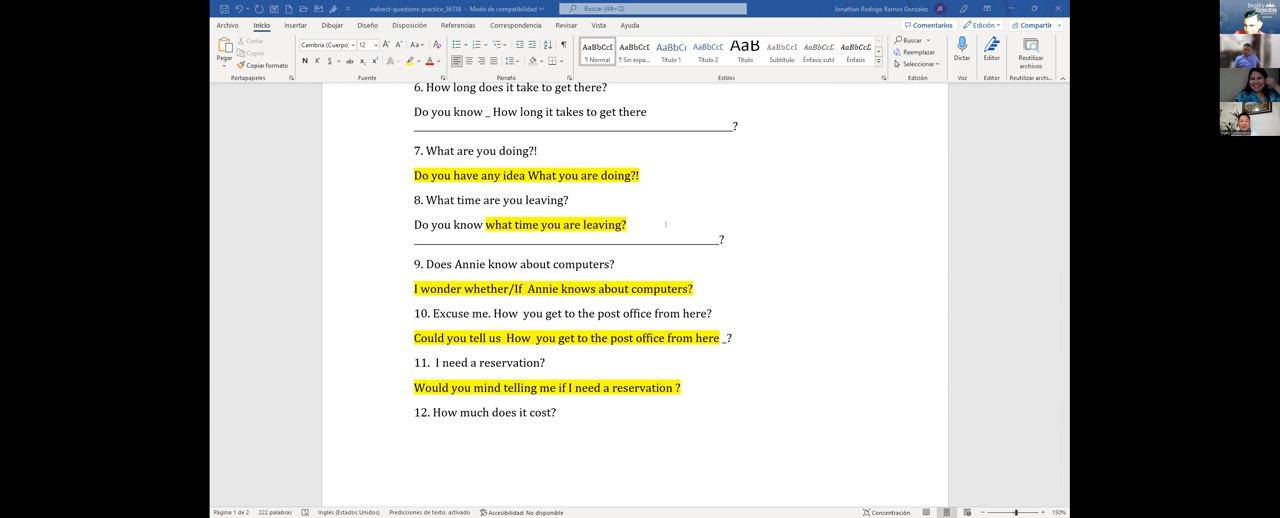 indirect-questions-practice_36738 - Modo de compatibilidad
Buscar (Alt+Q)
Jonathan Rodrigo Ramos Gonzales JR
Archivo Inicio Insertar Dibujar Diseño Disposición Referencias Correspondencia Revisar Vista Ayuda
Comentarios Edición Compartir
Pegar
Cortar
Copiar
Copiar formato
Cambria (Cuerpo) 12
AaBbCcI AaBbCcI AaBbC AaBbCcI AaB AaBbCcI AaBbCcI AaBbCcI
¶ Normal ¶ Sin espa... Título 1 Título 2 Título Subtítulo Énfasis sutil Énfasis
Buscar
Reemplazar
Seleccionar
Dictar Editor Reutilizar archivos
Portapapeles Fuente Párrafo Estilos Edición Voz Editor Reutilizar archi...
6. How long does it take to get there?
Do you know _ How long it takes to get there
____________________________________________?
7. What are you doing?!
Do you have any idea What you are doing?!
8. What time are you leaving?
Do you know what time you are leaving?
____________________________________________?
9. Does Annie know about computers?
I wonder whether/If Annie knows about computers?
10. Excuse me. How you get to the post office from here?
Could you tell us How you get to the post office from here _?
11. I need a reservation?
Would you mind telling me if I need a reservation ?
12. How much does it cost?
Página 1 de 2 222 palabras Inglés (Estados Unidos) Predicciones de texto: activado Accesibilidad: No disponible Concentración 150%